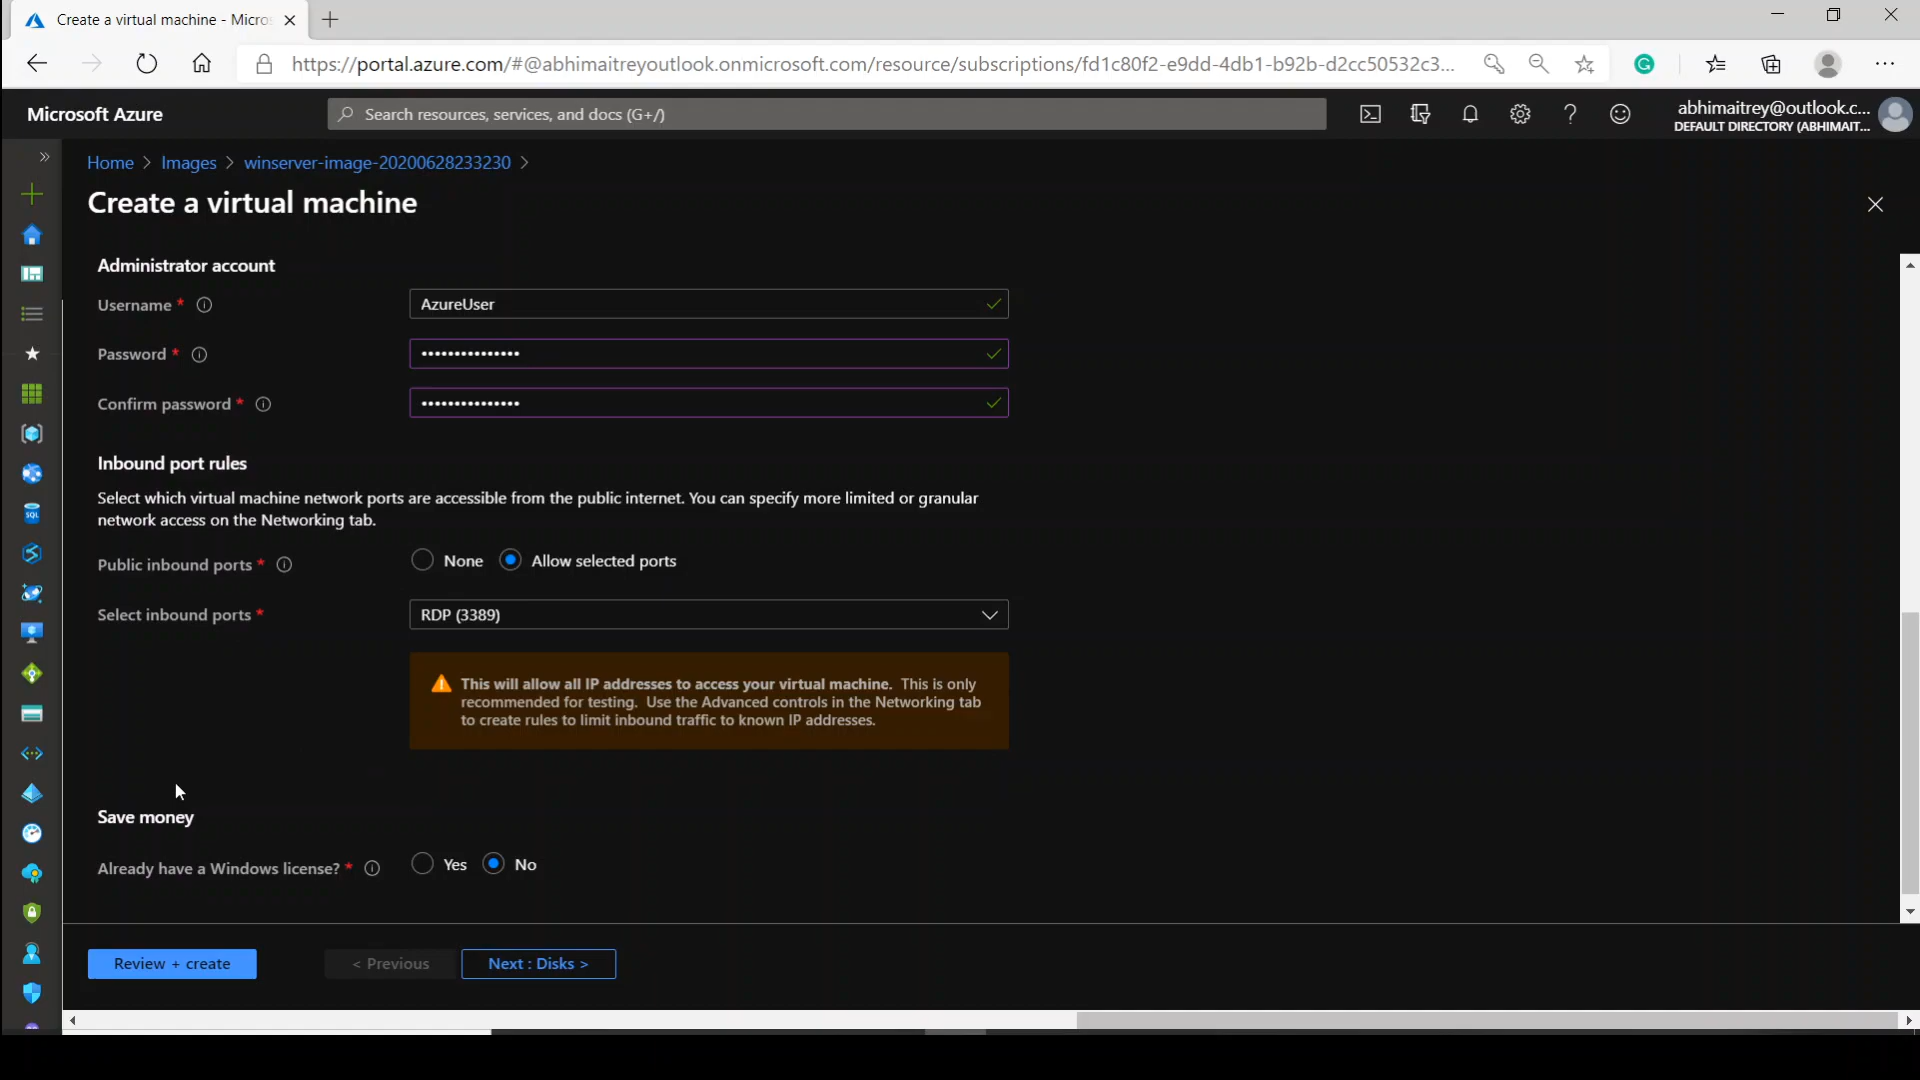 Create a virtual machine - Micros
https://portal.azure.com/#@abhimaitreyoutlook.onmicrosoft.com/resource/subscriptions/fd1c80f2-e9dd-4db1-b92b-d2cc50532c3...
Microsoft Azure
Search resources, services, and docs (G+/)
abhimaitrey@outlook.c...
DEFAULT DIRECTORY (ABHIMAIT...
Home > Images > winserver-image-20200628233230 >
Create a virtual machine
Administrator account
Username *
AzureUser
Password *
•••••••••••••••
Confirm password *
•••••••••••••••
Inbound port rules
Select which virtual machine network ports are accessible from the public internet. You can specify more limited or granular
network access on the Networking tab.
Public inbound ports *
None
Allow selected ports
Select inbound ports *
RDP (3389)
This will allow all IP addresses to access your virtual machine. This is only
recommended for testing. Use the Advanced controls in the Networking tab
to create rules to limit inbound traffic to known IP addresses.
Save money
Already have a Windows license? *
Yes
No
Review + create
< Previous
Next : Disks >